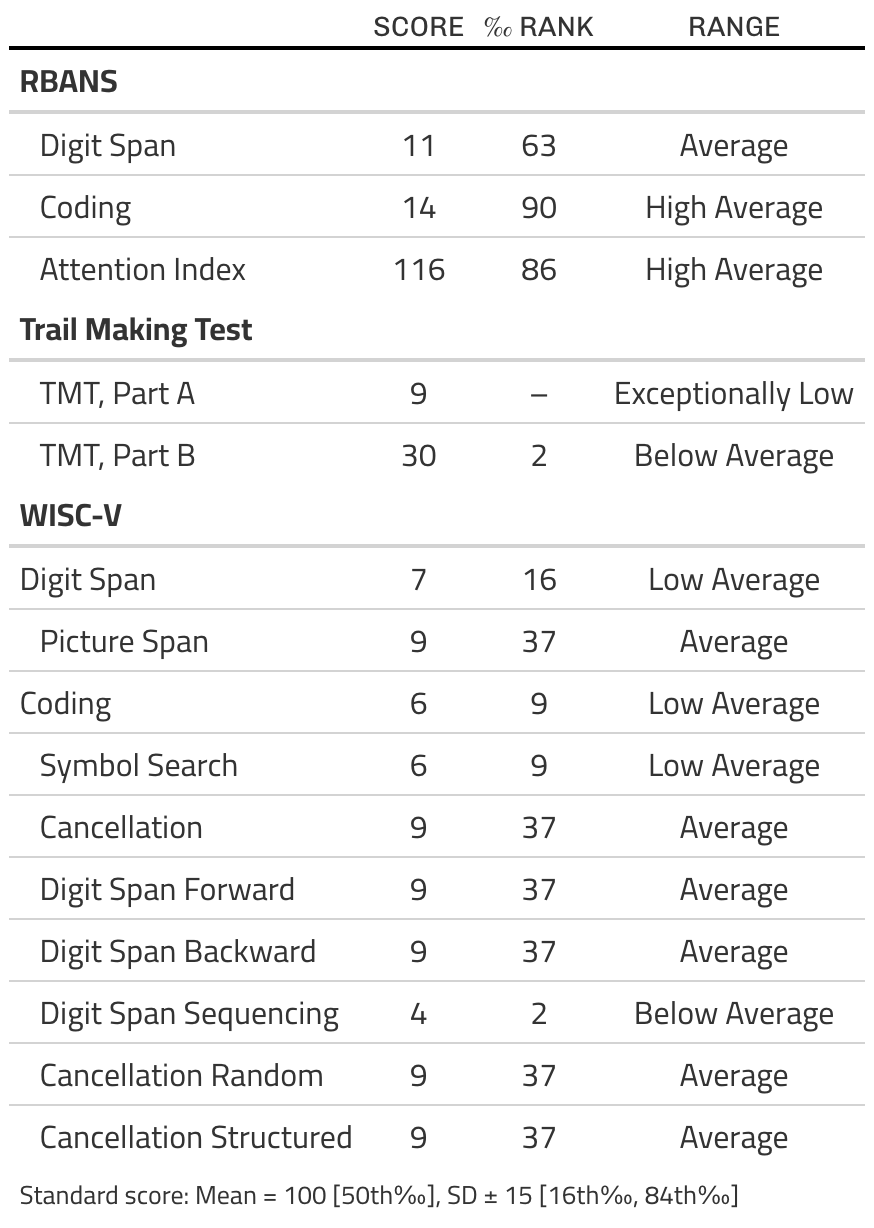 SCORE ‰ RANK RANGE
RBANS
Digit Span 11 63 Average
Coding 14 90 High Average
Attention Index 116 86 High Average
Trail Making Test
TMT, Part A 9 – Exceptionally Low
TMT, Part B 30 2 Below Average
WISC-V
Digit Span 7 16 Low Average
Picture Span 9 37 Average
Coding 6 9 Low Average
Symbol Search 6 9 Low Average
Cancellation 9 37 Average
Digit Span Forward 9 37 Average
Digit Span Backward 9 37 Average
Digit Span Sequencing 4 2 Below Average
Cancellation Random 9 37 Average
Cancellation Structured 9 37 Average
Standard score: Mean = 100 [50th‰], SD ± 15 [16th‰, 84th‰]